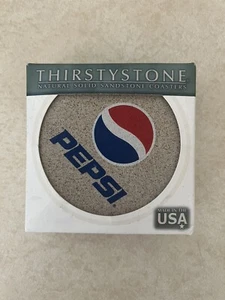 THIRSTYSTONE
NATURAL SOLID SANDSTONE COASTERS
PEPSI
MADE IN THE
USA